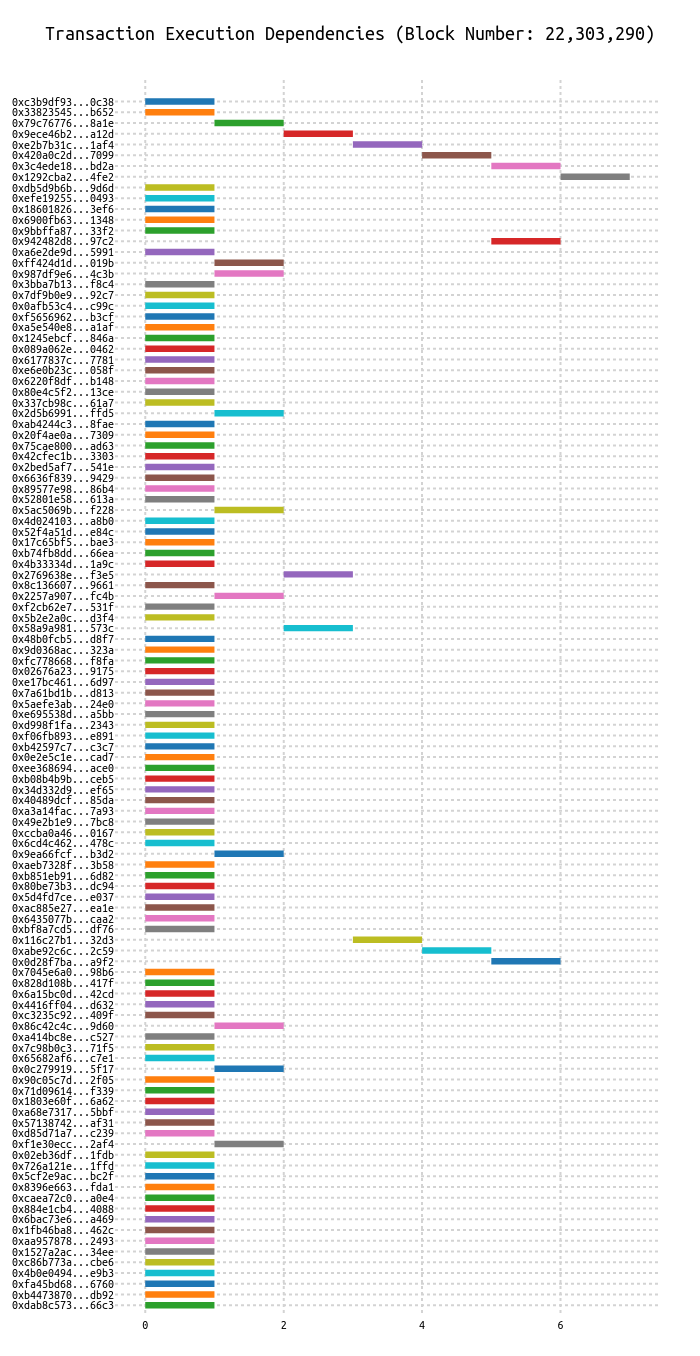 Transaction Execution Dependencies (Block Number: 22,303,290)
0xc3b9df93...0c38
0x33823545...b652
0x79c76776...8a1e
0x9ece46b2...a12d
0xe2b7b31c...1af4
0x420a0c2d...7099
0x3c4ede18...bd2a
0x1292cba2...4fe2
0xdb5d9b6b...9d6d
0xefe19255...0493
0x18601826...3ef6
0x6900fb63...1348
0x9bbffa87...33f2
0x942482d8...97c2
0xa6e2de9d...5991
0xff424d1d...019b
0x987df9e6...4c3b
0x3bba7b13...f8c4
0x7df9b0e9...92c7
0x0afb53c4...c99c
0xf5656962...b3cf
0xa5e540e8...a1af
0x1245ebcf...846a
0x089a062e...0462
0x6177837c...7781
0xe6e0b23c...058f
0x6220f8df...b148
0x80e4c5f2...13ce
0x337cb98c...61a7
0x2d5b6991...ffd5
0xab4244c3...8fae
0x20f4ae0a...7309
0x75cae800...ad63
0x42cfec1b...3303
0x2bed5af7...541e
0x6636f839...9429
0x89577e98...86b4
0x52801e58...613a
0x5ac5069b...f228
0x4d024103...a8b0
0x52f4a51d...e84c
0x17c65bf5...bae3
0xb74fb8dd...66ea
0x4b33334d...1a9c
0x2769638e...f3e5
0x8c136607...9661
0x2257a907...fc4b
0xf2cb62e7...531f
0x5b2e2a0c...d3f4
0x58a9a981...573c
0x48b0fcb5...d8f7
0x9d0368ac...323a
0xfc778668...f8fa
0x02676a23...9175
0xe17bc461...6d97
0x7a61bd1b...d813
0x5aefe3ab...24e0
0xe695538d...a5bb
0xd998f1fa...2343
0xf06fb893...e891
0xb42597c7...c3c7
0x0e2e5c1e...cad7
0xee368694...ace0
0xb08b4b9b...ceb5
0x34d332d9...ef65
0x40489dcf...85da
0xa3a14fac...7a93
0x49e2b1e9...7bc8
0xccba0a46...0167
0x6cd4c462...478c
0x9ea66fcf...b3d2
0xaeb7328f...3b58
0xb851eb91...6d82
0x80be73b3...dc94
0x5d4fd7ce...e037
0xac885e27...ea1e
0x6435077b...caa2
0xbf8a7cd5...df76
0x116c27b1...32d3
0xabe92c6c...2c59
0x0d28f7ba...a9f2
0x7045e6a0...98b6
0x828d108b...417f
0x6a15bc0d...42cd
0x4416ff04...d632
0xc3235c92...409f
0x86c42c4c...9d60
0xa414bc8e...c527
0x7c98b0c3...71f5
0x65682af6...c7e1
0x0c279919...5f17
0x90c05c7d...2f05
0x71d09614...f339
0x1803e60f...6a62
0xa68e7317...5bbf
0x57138742...af31
0xd85d71a7...c239
0xf1e30ecc...2af4
0x02eb36df...1fdb
0x726a121e...1ffd
0x5cf2e9ac...bc2f
0x8396e663...fda1
0xcaea72c0...a0e4
0x884e1cb4...4088
0x6bac73e6...a469
0x1fb46ba8...462c
0xaa957878...2493
0x1527a2ac...34ee
0xc86b773a...cbe6
0x4b0e0494...e9b3
0xfa45bd68...6760
0xb4473870...db92
0xdab8c573...66c3
0 2 4 6